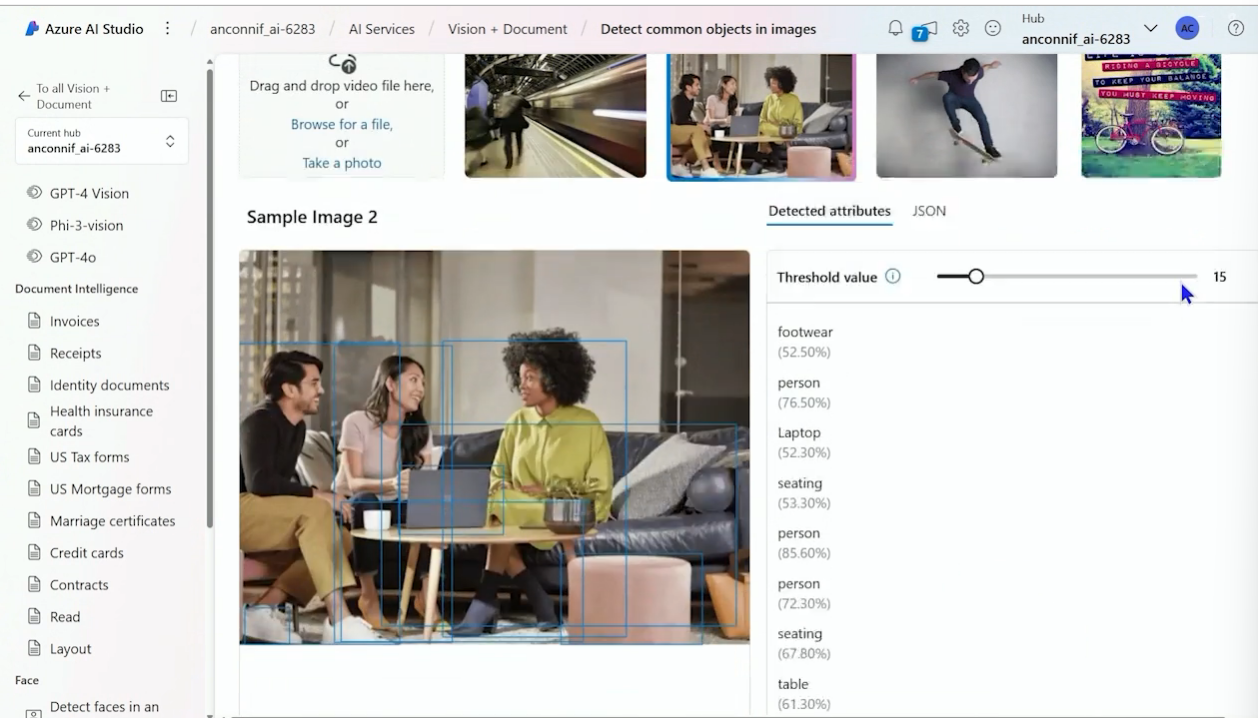 Azure AI Studio
anconnif_ai-6283
AI Services
Vision + Document
Detect common objects in images
7
Hub
anconnif_ai-6283
AC
To all Vision +
Document
Current hub
anconnif_ai-6283
GPT-4 Vision
Phi-3-vision
GPT-4o
Document Intelligence
Invoices
Receipts
Identity documents
Health insurance
cards
US Tax forms
US Mortgage forms
Marriage certificates
Credit cards
Contracts
Read
Layout
Face
Detect faces in an
Drag and drop video file here,
or
Browse for a file,
or
Take a photo
RIDING A BICYCLE
TO KEEP YOUR BALANCE
YOU MUST KEEP MOVING
Sample Image 2
Detected attributes
JSON
Threshold value
15
footwear
(52.50%)
person
(76.50%)
Laptop
(52.30%)
seating
(53.30%)
person
(85.60%)
person
(72.30%)
seating
(67.80%)
table
(61.30%)